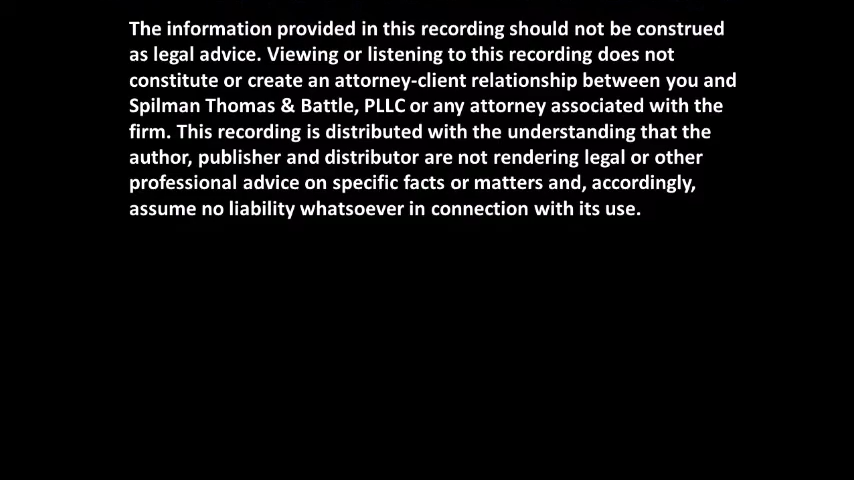 The information provided in this recording should not be construed
as legal advice. Viewing or listening to this recording does not
constitute or create an attorney-client relationship between you and
Spilman Thomas & Battle, PLLC or any attorney associated with the
firm. This recording is distributed with the understanding that the
author, publisher and distributor are not rendering legal or other
professional advice on specific facts or matters and, accordingly,
assume no liability whatsoever in connection with its use.